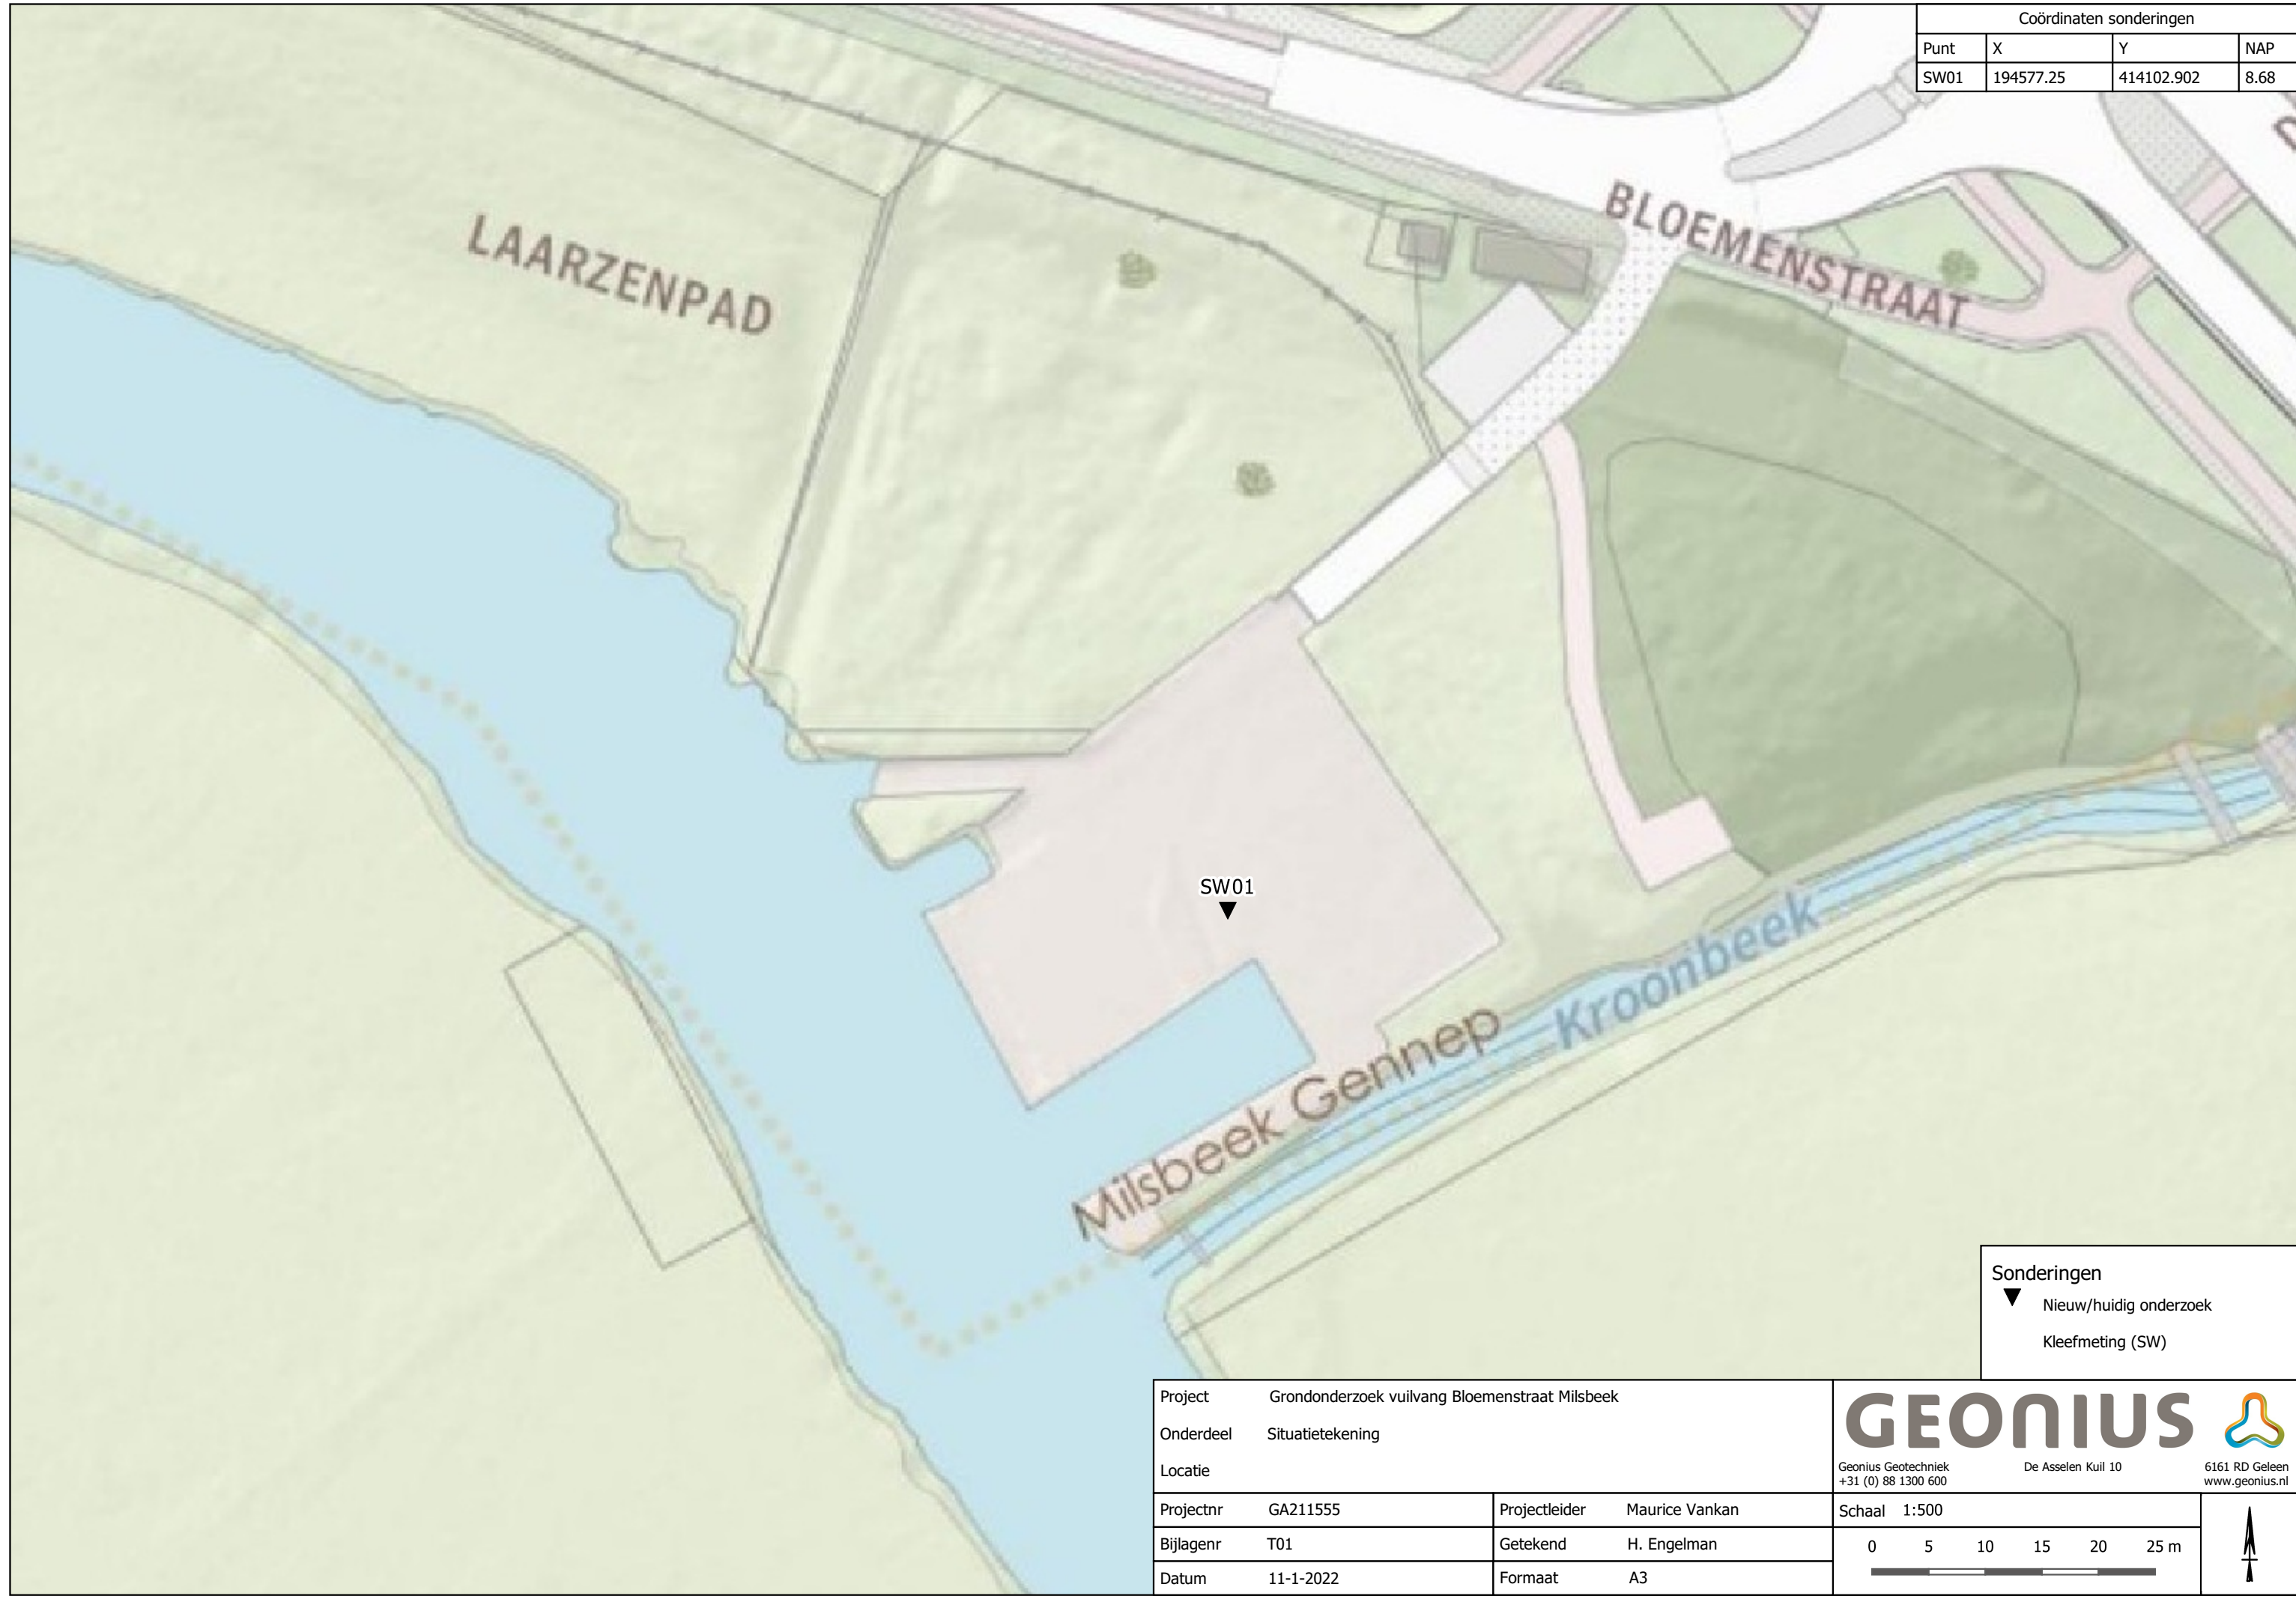 Coördinaten sonderingen
Punt X Y NAP
SW01 194577.25 414102.902 8.68
BLOEMENSTRAAT
LAARZENPAD
SW01
Kroonbeek
Milsbeek Gennep
Sonderingen
Nieuw/huidig onderzoek
Kleefmeting (SW)
Project Grondonderzoek vuilvang Bloemenstraat Milsbeek
Onderdeel Situatietekening
Locatie
Projectnr GA211555 Projectleider Maurice Vankan
Bijlagenr T01 Getekend H. Engelman
Datum 11-1-2022 Formaat A3
GEONIUS
Geonius Geotechniek De Asselen Kuil 10 6161 RD Geleen
+31 (0) 88 1300 600 www.geonius.nl
Schaal 1:500
0 5 10 15 20 25 m